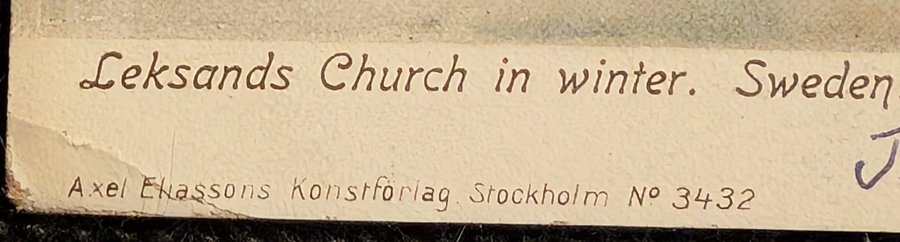 Leksands Church in winter. Sweden.
Axel Eliassons Konstförlag. Stockholm Nº 3432